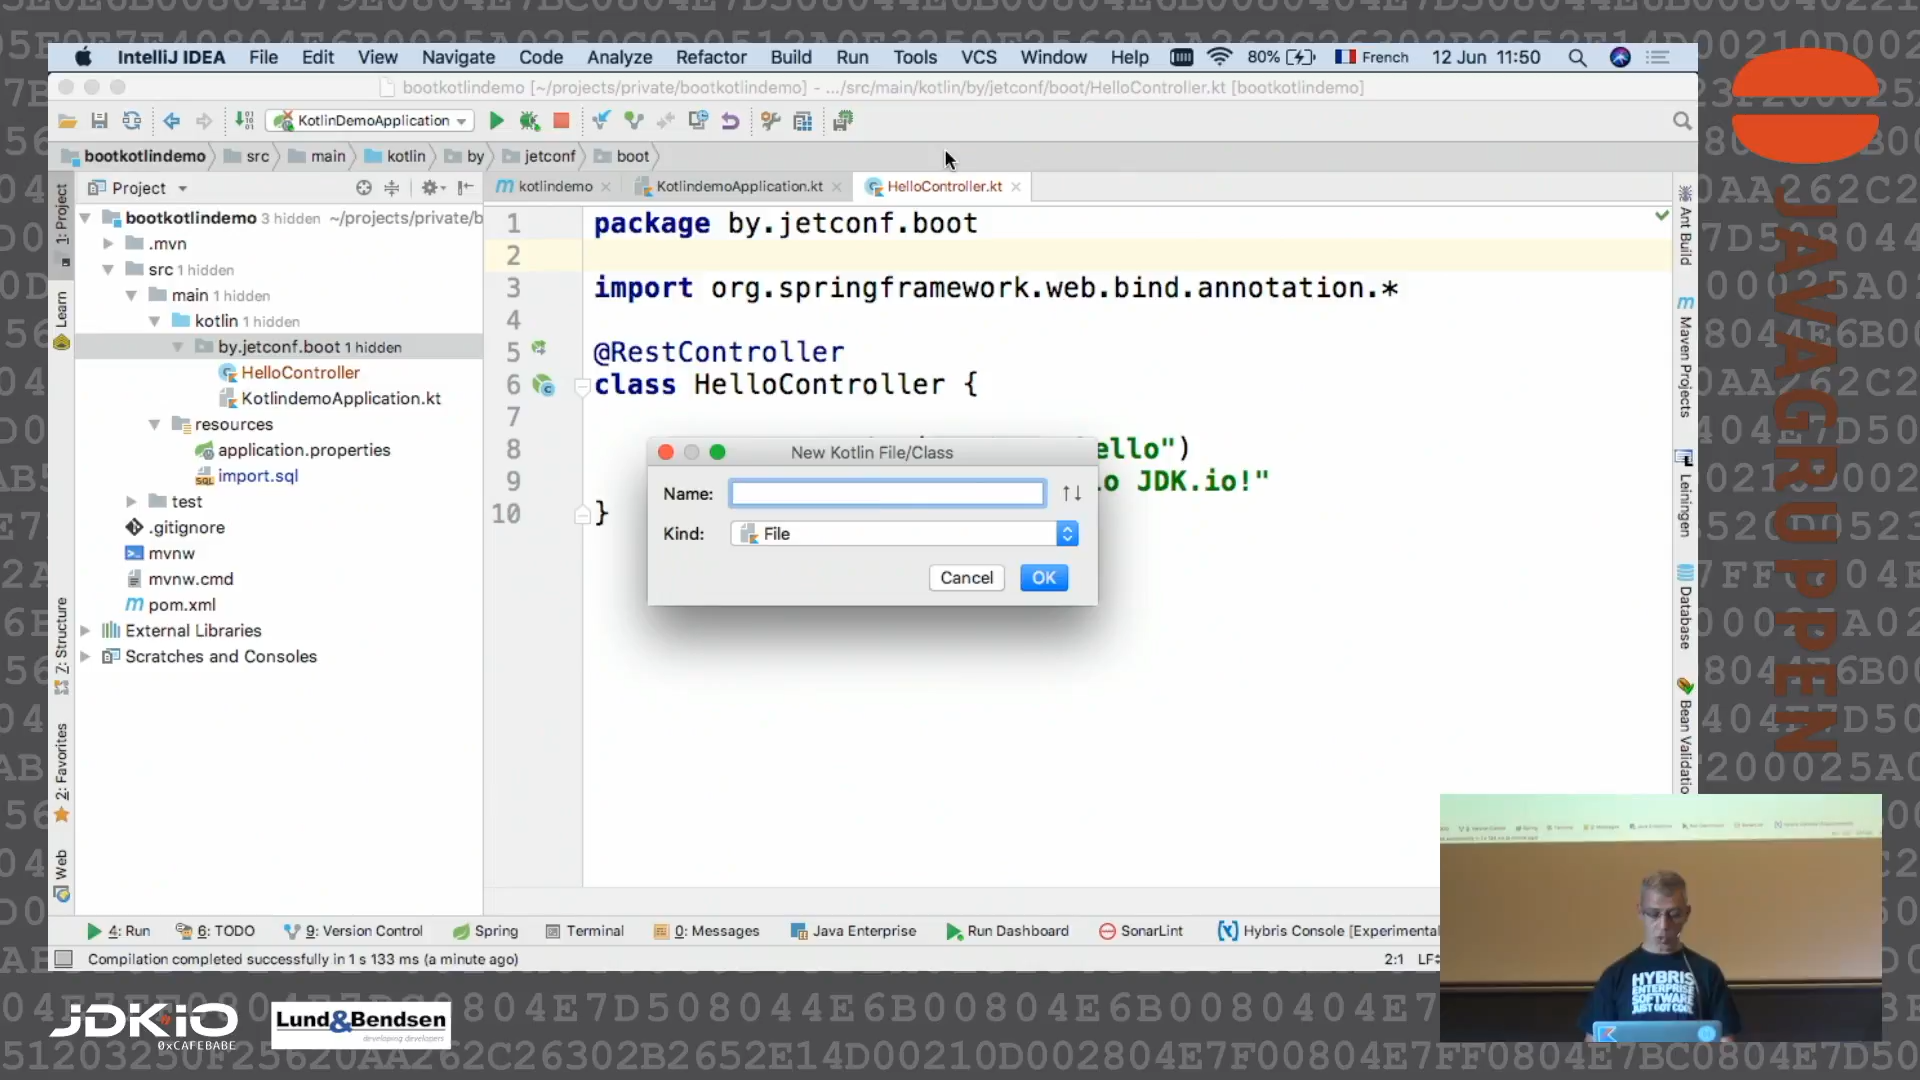 IntelliJ IDEA File Edit View Navigate Code Analyze Refactor Build Run Tools VCS Window Help 80% French 12 Jun 11:50
bootkotlindemo [~/projects/private/bootkotlindemo] - .../src/main/kotlin/by/jetconf/boot/HelloController.kt [bootkotlindemo]
KotlinDemoApplication
bootkotlindemo src main kotlin by jetconf boot
Project
kotlindemo
KotlindemoApplication.kt
HelloController.kt
1: Project
Learn
7: Structure
2: Favorites
Web
bootkotlindemo 3 hidden ~/projects/private/b
.mvn
src 1 hidden
main 1 hidden
kotlin 1 hidden
by.jetconf.boot 1 hidden
HelloController
KotlindemoApplication.kt
resources
application.properties
import.sql
test
.gitignore
mvnw
mvnw.cmd
pom.xml
External Libraries
Scratches and Consoles
1 package by.jetconf.boot
2
3 import org.springframework.web.bind.annotation.*
4
5 @RestController
6 class HelloController {
7
8 ello")
9 o JDK.io!"
10 }
New Kotlin File/Class
Name:
Kind: File
Cancel OK
Ant Build
Maven Projects
Leiningen
Database
Bean Validatio
4: Run 6: TODO 9: Version Control Spring Terminal 0: Messages Java Enterprise Run Dashboard SonarLint Hybris Console [Experimental
Compilation completed successfully in 1 s 133 ms (a minute ago)
2:1 LF
JAVAGRUPPEN
HYBRIS
ENTERPRISE
SOFTWARE
JUST GOT COOL
JDK.IO
0xCAFEBABE
Lund&Bendsen
developing developers